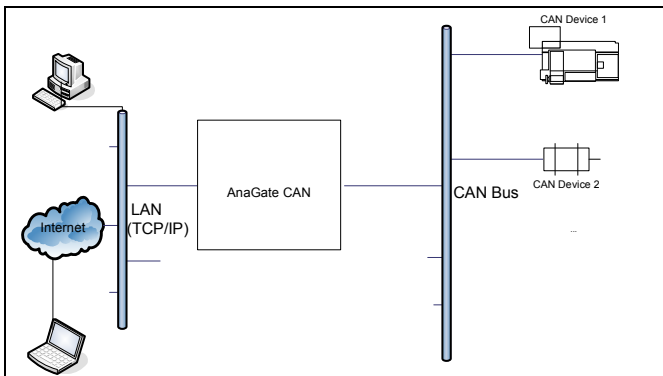 CAN Device 1
AnaGate CAN
CAN Device 2
LAN
(TCP/IP)
CAN Bus
Internet
...